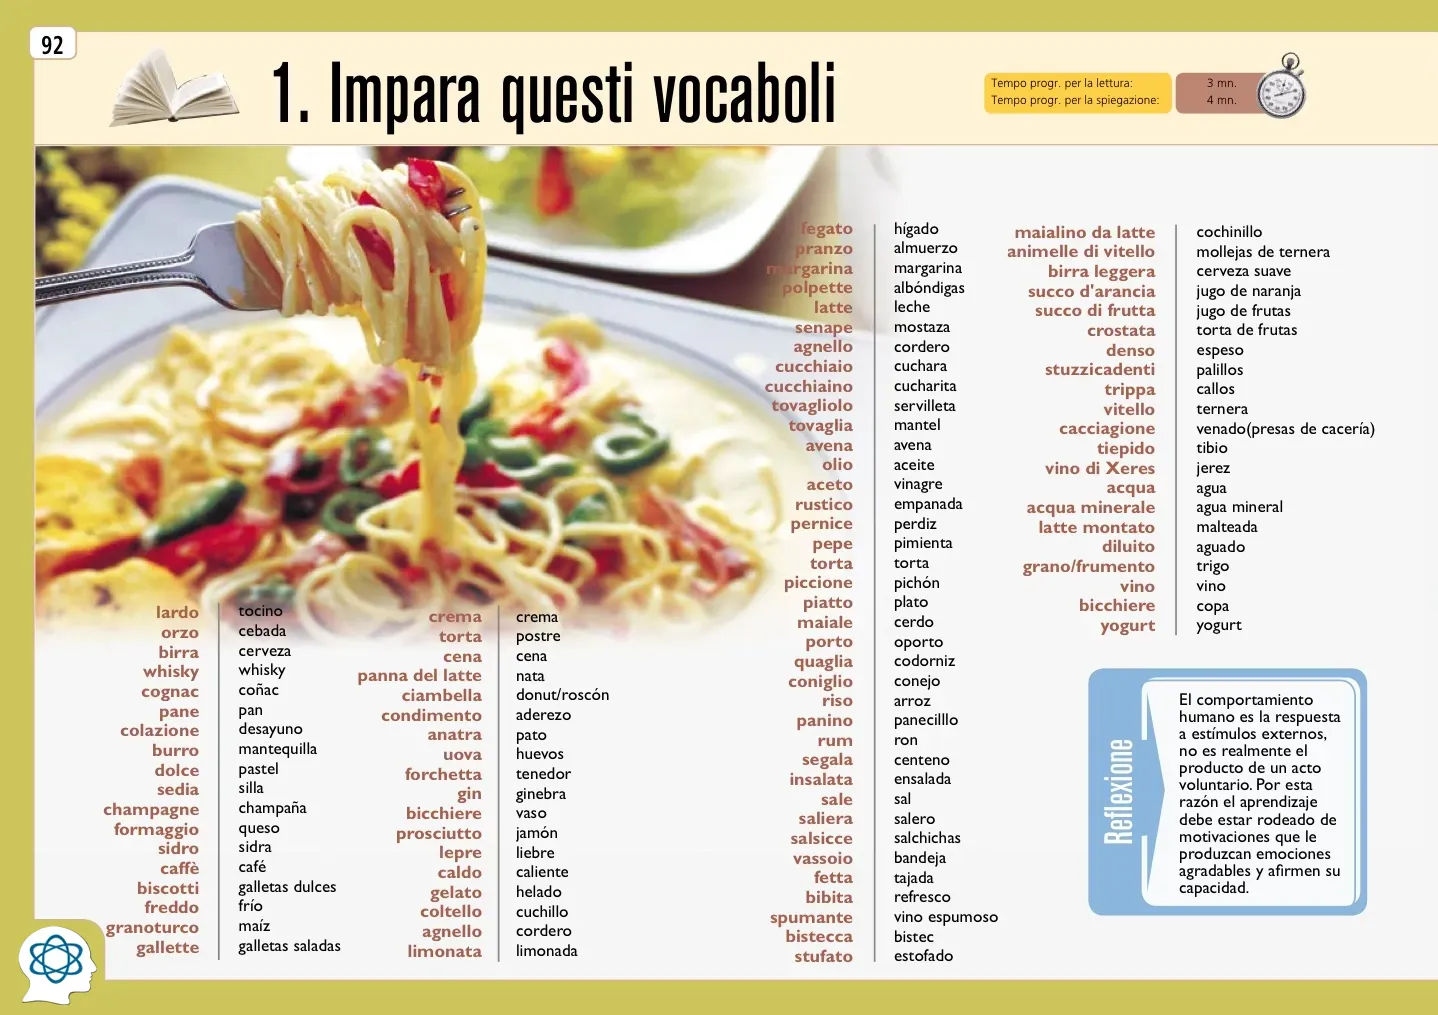 92
1. Impara questi vocaboli
Tempo progr. per la lettura: 3 mn.
Tempo progr. per la spiegazione: 4 mn.
lardo tocino
orzo cebada
birra cerveza
whisky whisky
cognac coñac
pane pan
colazione desayuno
burro mantequilla
dolce pastel
sedia silla
champagne champaña
formaggio queso
sidro sidra
caffè café
biscotti galletas dulces
freddo frío
granoturco maíz
gallette galletas saladas
crema crema
torta postre
cena cena
panna del latte nata
ciambella donut/roscón
condimento aderezo
anatra pato
uova huevos
forchetta tenedor
gin ginebra
bicchiere vaso
prosciutto jamón
lepre liebre
caldo caliente
gelato helado
coltello cuchillo
agnello cordero
limonata limonada
fegato hígado
pranzo almuerzo
margarina margarina
polpette albóndigas
latte leche
senape mostaza
agnello cordero
cucchiaio cuchara
cucchiaino cucharita
tovagliolo servilleta
tovaglia mantel
avena avena
olio aceite
aceto vinagre
rustico empanada
pernice perdiz
pepe pimienta
torta torta
piccione pichón
piatto plato
maiale cerdo
porto oporto
quaglia codorniz
coniglio conejo
riso arroz
panino panecilllo
rum ron
segala centeno
insalata ensalada
sale sal
saliera salero
salsicce salchichas
vassoio bandeja
fetta tajada
bibita refresco
spumante vino espumoso
bistecca bistec
stufato estofado
maialino da latte cochinillo
animelle di vitello mollejas de ternera
birra leggera cerveza suave
succo d'arancia jugo de naranja
succo di frutta jugo de frutas
crostata torta de frutas
denso espeso
stuzzicadenti palillos
trippa callos
vitello ternera
cacciagione venado(presas de cacería)
tiepido tibio
vino di Xeres jerez
acqua agua
acqua minerale agua mineral
latte montato malteada
diluito aguado
grano/frumento trigo
vino vino
bicchiere copa
yogurt yogurt
Reflexione
El comportamiento
humano es la respuesta
a estímulos externos,
no es realmente el
producto de un acto
voluntario. Por esta
razón el aprendizaje
debe estar rodeado de
motivaciones que le
produzcan emociones
agradables y afirmen su
capacidad.